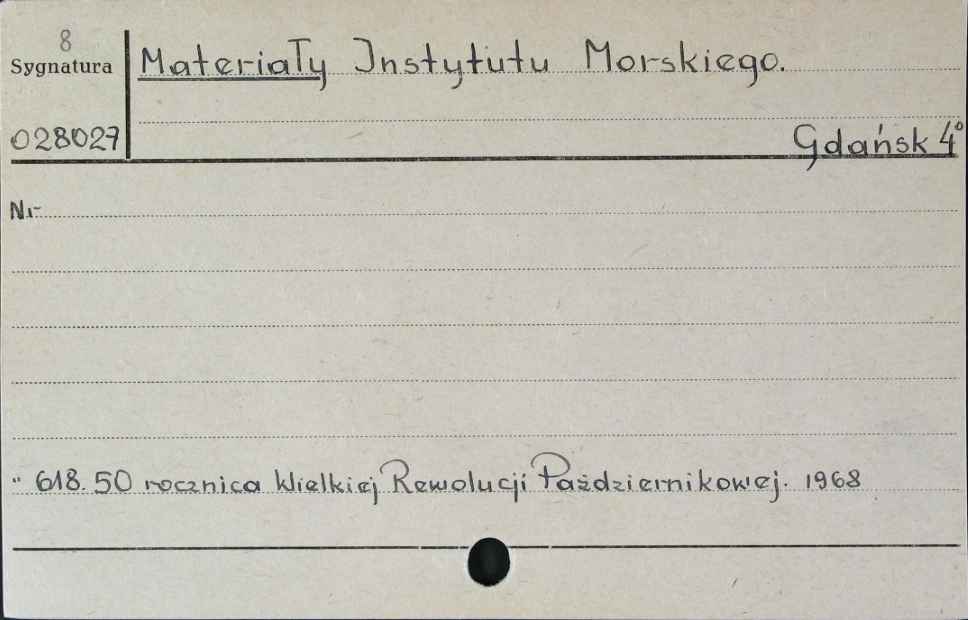 8
Sygnatura
Materiały Instytutu Morskiego.
028027
Gdańsk 4°
Nr
" 618. 50 rocznica Wielkiej Rewolucji Październikowej. 1968